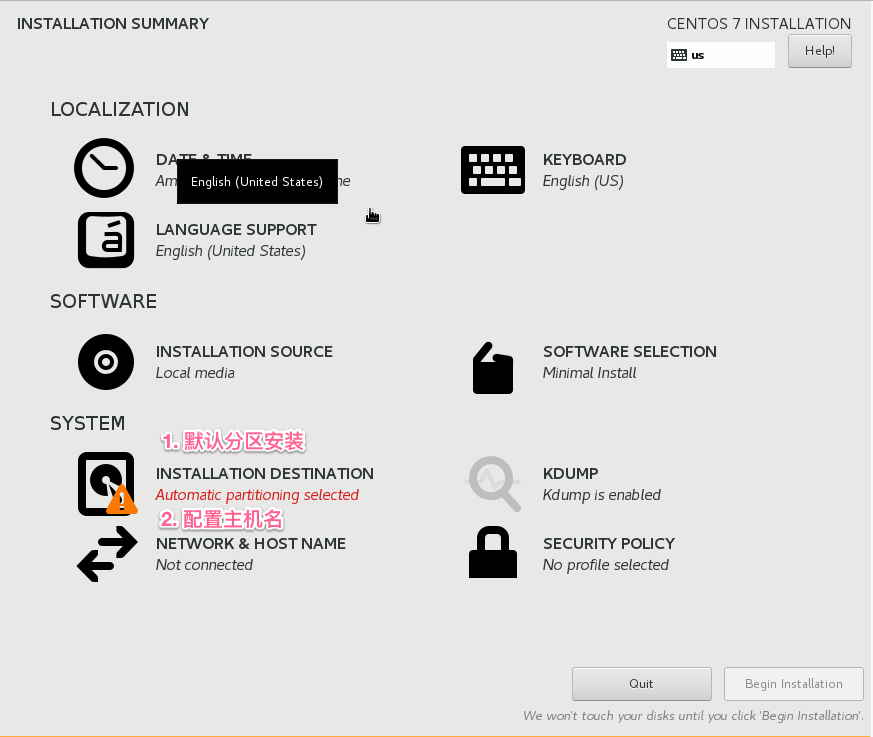 INSTALLATION SUMMARY
CENTOS 7 INSTALLATION
us
Help!
LOCALIZATION
DATE & TIME
English (United States)
KEYBOARD
English (US)
LANGUAGE SUPPORT
English (United States)
SOFTWARE
INSTALLATION SOURCE
Local media
SOFTWARE SELECTION
Minimal Install
SYSTEM
1. 默认分区安装
INSTALLATION DESTINATION
Automatic partitioning selected
KDUMP
Kdump is enabled
2. 配置主机名
NETWORK & HOST NAME
Not connected
SECURITY POLICY
No profile selected
Quit
Begin Installation
We won't touch your disks until you click 'Begin Installation'.